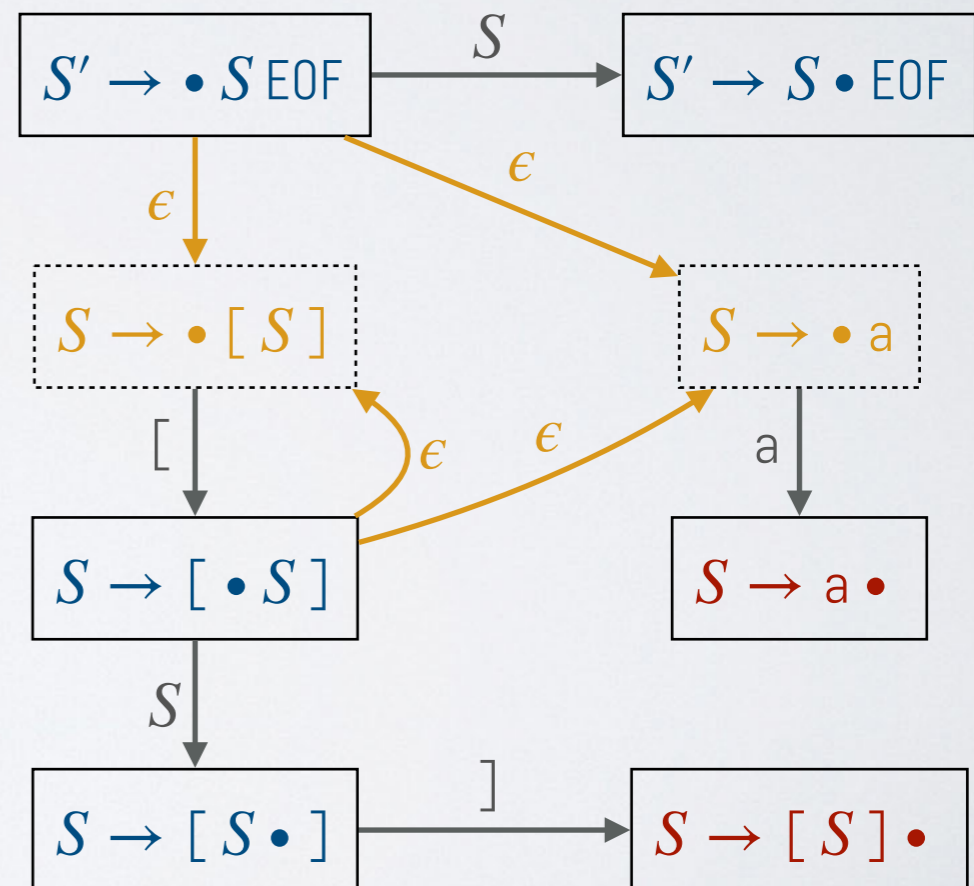 S
S′ → • S EOF
S′ → S • EOF
ϵ
ϵ
S → • [ S ]
S → • a
[
ϵ
ϵ
a
S → [ • S ]
S → a •
S
]
S → [ S • ]
S → [ S ] •